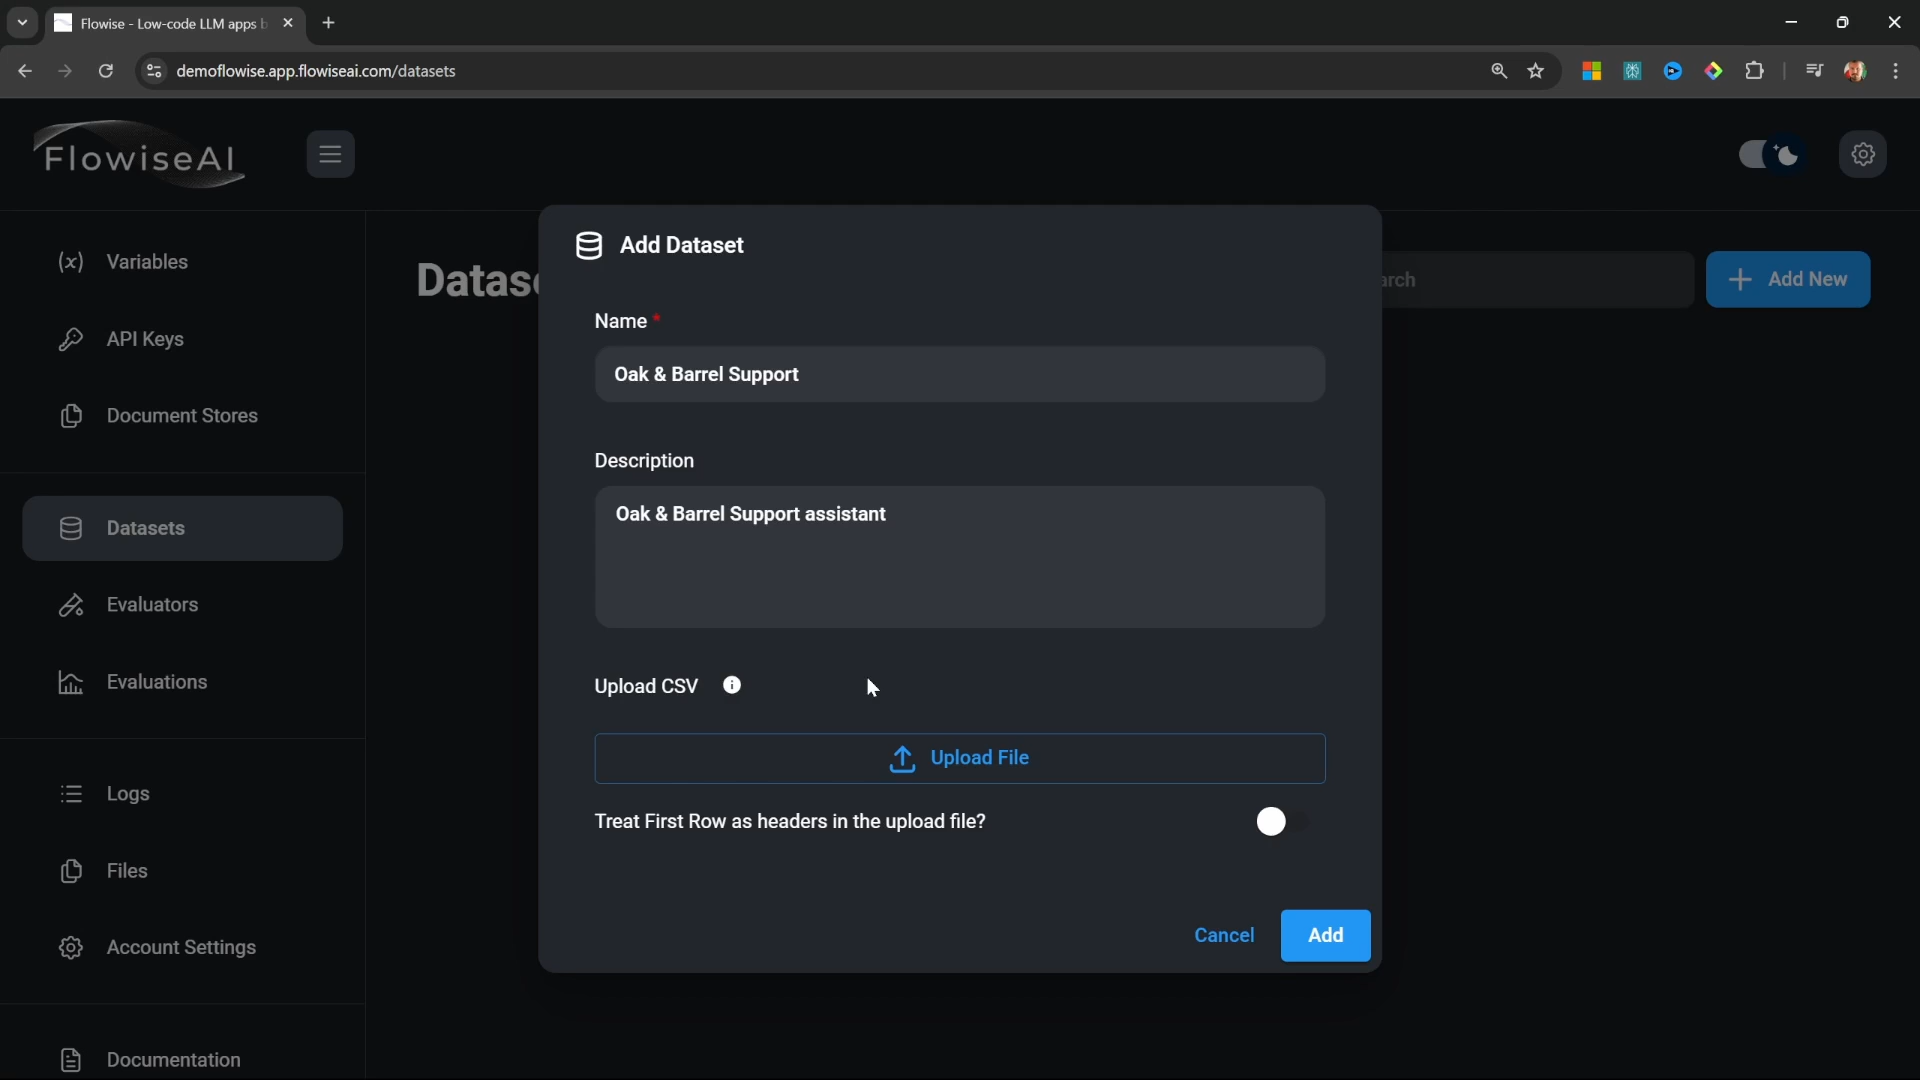 Flowise - Low-code LLM apps b
demoflowise.app.flowiseai.com/datasets
FlowiseAI
Variables
API Keys
Document Stores
Datasets
Evaluators
Evaluations
Logs
Files
Account Settings
Documentation
Datase
arch
Add New
Add Dataset
Name *
Oak & Barrel Support
Description
Oak & Barrel Support assistant
Upload CSV
Upload File
Treat First Row as headers in the upload file?
Cancel
Add